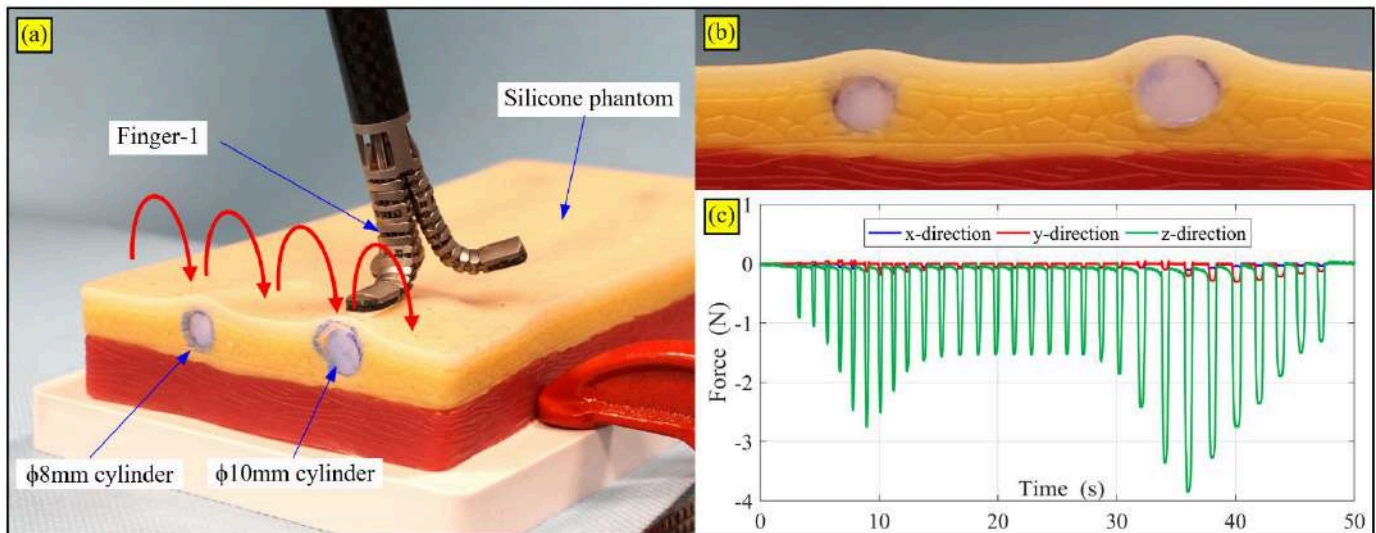 (a)
Silicone phantom
Finger-1
ϕ8mm cylinder
ϕ10mm cylinder
(b)
(c)
x-direction y-direction z-direction
1
0
-1
-2
-3
-4
Force (N)
Time (s)
0 10 20 30 40 50